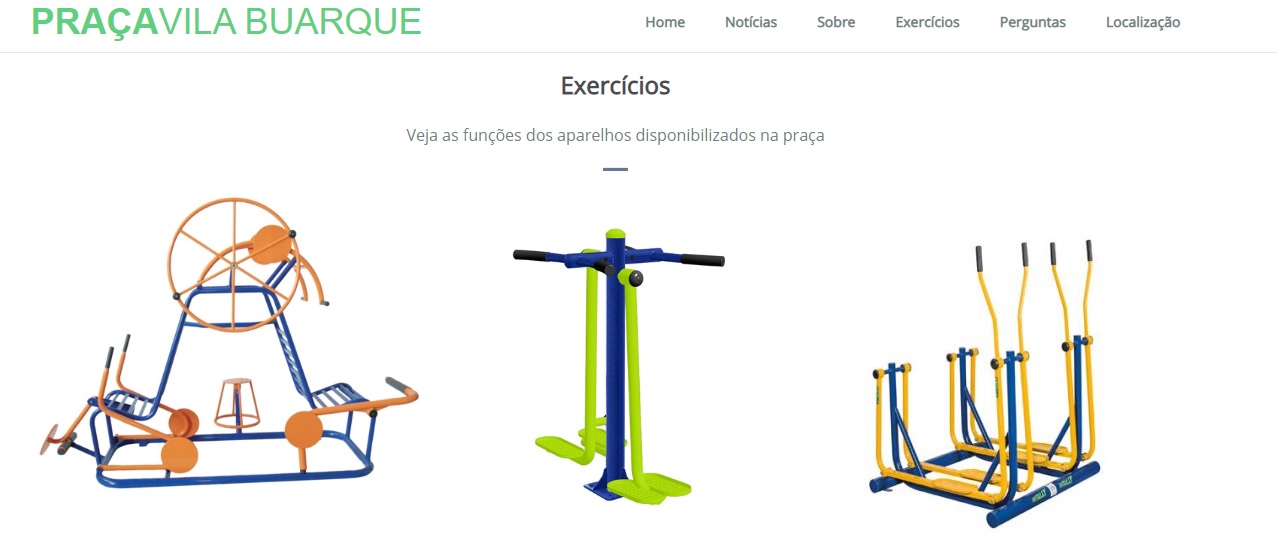 PRAÇAVILA BUARQUE
Home Notícias Sobre Exercícios Perguntas Localização
Exercícios
Veja as funções dos aparelhos disponibilizados na praça